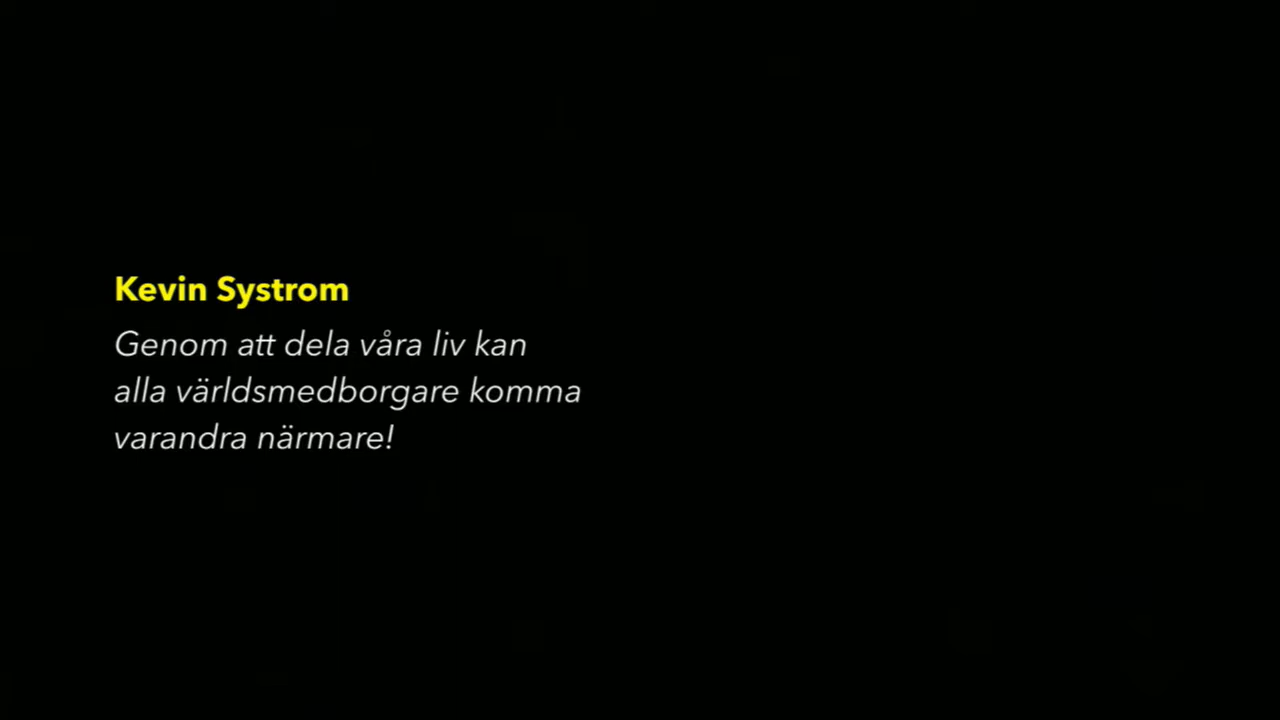 Kevin Systrom
Genom att dela våra liv kan
alla världsmedborgare komma
varandra närmare!